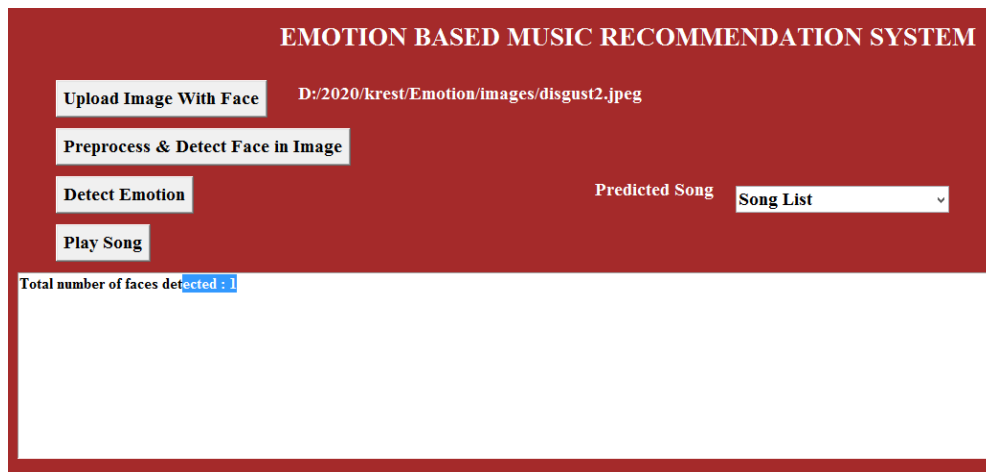 EMOTION BASED MUSIC RECOMMENDATION SYSTEM
Upload Image With Face D:/2020/krest/Emotion/images/disgust2.jpeg
Preprocess & Detect Face in Image
Detect Emotion Predicted Song Song List
Play Song
Total number of faces detected : 1